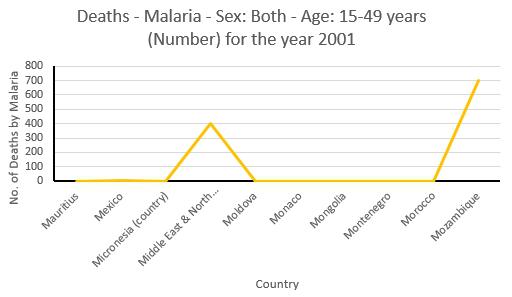 Deaths - Malaria - Sex: Both - Age: 15-49 years
(Number) for the year 2001
No. of Deaths by Malaria
800
700
600
500
400
300
200
100
0
Mauritius
Mexico
Micronesia (country)
Middle East & North...
Moldova
Monaco
Mongolia
Montenegro
Morocco
Mozambique
Country